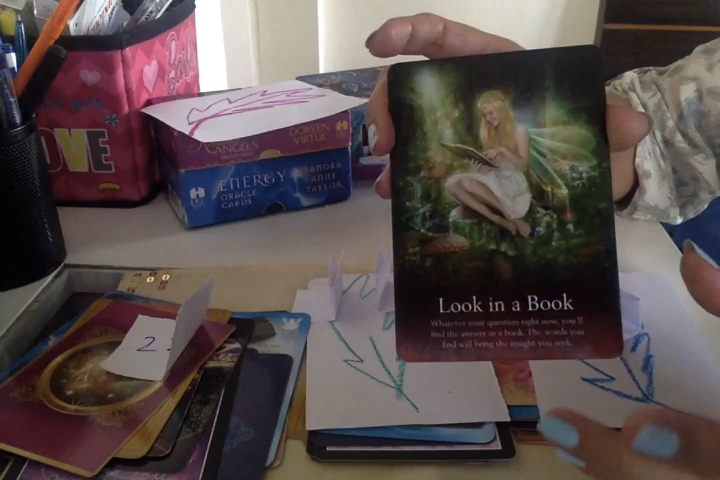 LOVE
ANGELS
DOREEN
VIRTUE
ENERGY
ORACLE
CARDS
SANDRA
ANNE
TAYLOR
2
Look in a Book
Whatever your question right now, you'll
find the answer in a book. The words you
find will bring the insight you seek.